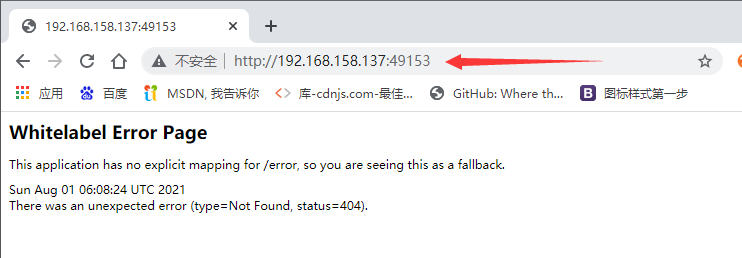 192.168.158.137:49153
不安全 http://192.168.158.137:49153
应用 百度 MSDN, 我告诉你 库-cdnjs.com-最佳... GitHub: Where th... 图标样式第一步
Whitelabel Error Page
This application has no explicit mapping for /error, so you are seeing this as a fallback.
Sun Aug 01 06:08:24 UTC 2021
There was an unexpected error (type=Not Found, status=404).